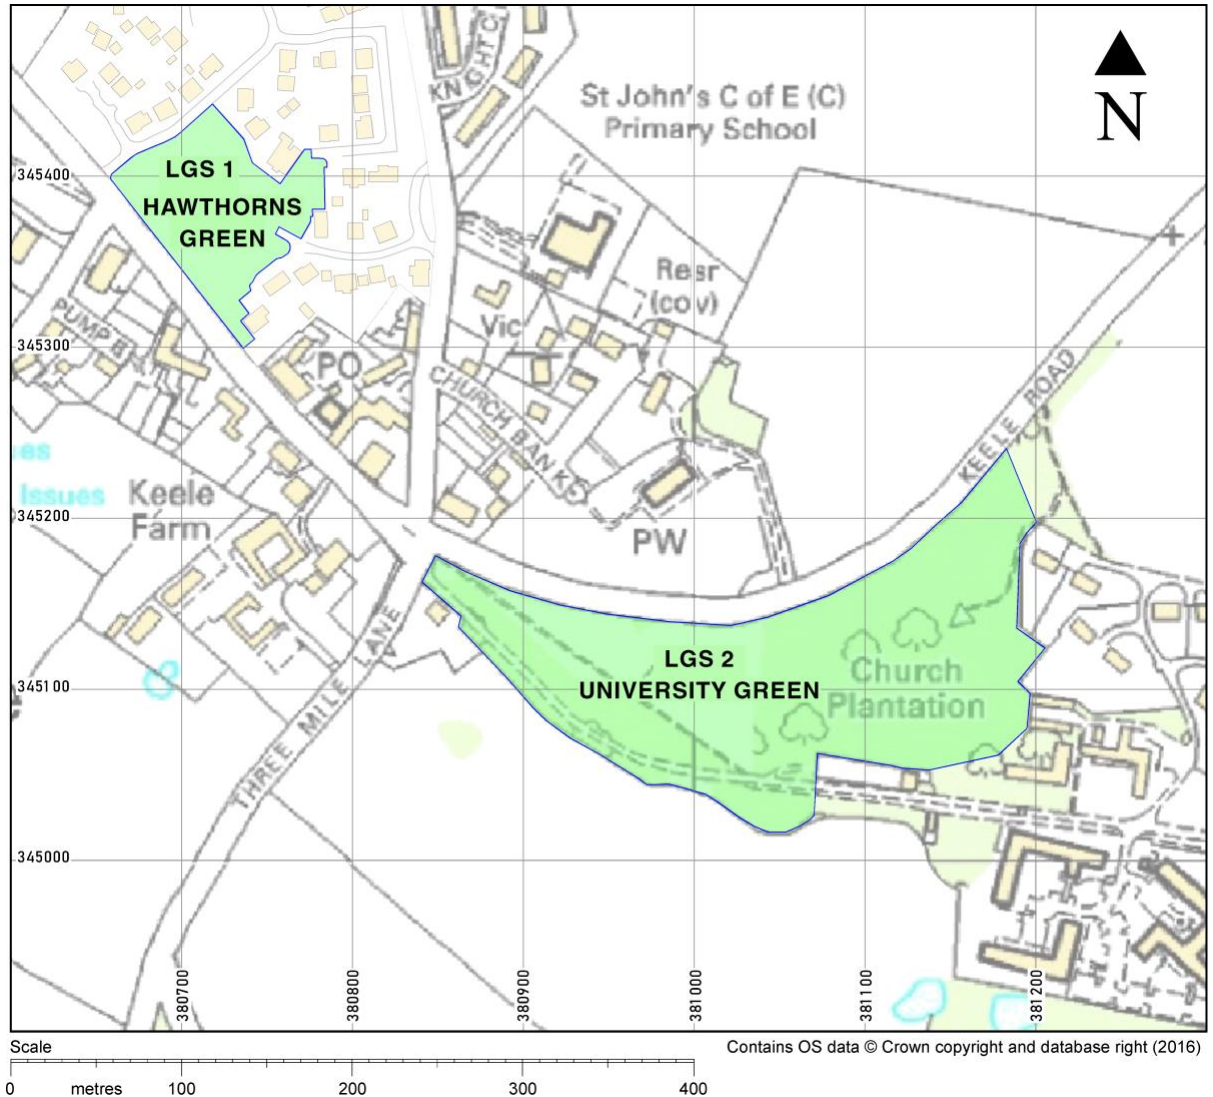 KNIGHT C
St John's C of E (C)
Primary School
N
LGS 1
HAWTHORNS
GREEN
345400
Resr
(cov)
Vic
PUMP B
345300
PO
CHURCH BANK
KEELE ROAD
es
Issues
Keele
Farm
345200
PW
THREE MILE LANE
LGS 2
UNIVERSITY GREEN
Church
Plantation
345100
345000
380700
380800
380900
381000
381100
381200
Scale
Contains OS data © Crown copyright and database right (2016)
0 metres 100 200 300 400